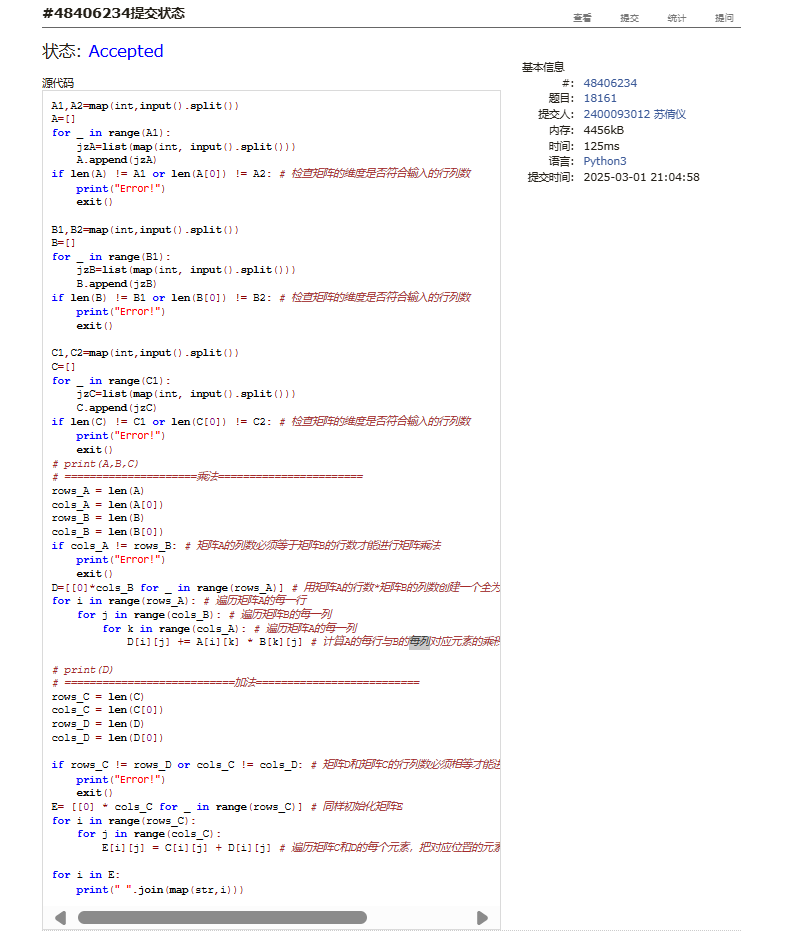 #48406234提交状态
查看 提交 统计 提问
状态: Accepted
源代码
A1,A2=map(int,input().split())
A=[]
for _ in range(A1):
    jzA=list(map(int, input().split()))
    A.append(jzA)
if len(A) != A1 or len(A[0]) != A2: # 检查矩阵的维度是否符合输入的行列数
    print("Error!")
    exit()

B1,B2=map(int,input().split())
B=[]
for _ in range(B1):
    jzB=list(map(int, input().split()))
    B.append(jzB)
if len(B) != B1 or len(B[0]) != B2: # 检查矩阵的维度是否符合输入的行列数
    print("Error!")
    exit()

C1,C2=map(int,input().split())
C=[]
for _ in range(C1):
    jzC=list(map(int, input().split()))
    C.append(jzC)
if len(C) != C1 or len(C[0]) != C2: # 检查矩阵的维度是否符合输入的行列数
    print("Error!")
    exit()
# print(A,B,C)
# =====================乘法=======================
rows_A = len(A)
cols_A = len(A[0])
rows_B = len(B)
cols_B = len(B[0])
if cols_A != rows_B: # 矩阵A的列数必须等于矩阵B的行数才能进行矩阵乘法
    print("Error!")
    exit()
D=[[0]*cols_B for _ in range(rows_A)] # 用矩阵A的行数*矩阵B的列数创建一个全为
for i in range(rows_A): # 遍历矩阵A的每一行
    for j in range(cols_B): # 遍历矩阵B的每一列
        for k in range(cols_A): # 遍历矩阵A的每一列
            D[i][j] += A[i][k] * B[k][j] # 计算A的每行与B的每列对应元素的乘积

# print(D)
# ===========================加法==========================
rows_C = len(C)
cols_C = len(C[0])
rows_D = len(D)
cols_D = len(D[0])

if rows_C != rows_D or cols_C != cols_D: # 矩阵D和矩阵C的行列数必须相等才能进
    print("Error!")
    exit()
E= [[0] * cols_C for _ in range(rows_C)] # 同样初始化矩阵E
for i in range(rows_C):
    for j in range(cols_C):
        E[i][j] = C[i][j] + D[i][j] # 遍历矩阵C和D的每个元素，把对应位置的元素

for i in E:
    print(" ".join(map(str,i)))
基本信息
#: 48406234
题目: 18161
提交人: 2400093012 苏倩仪
内存: 4456kB
时间: 125ms
语言: Python3
提交时间: 2025-03-01 21:04:58